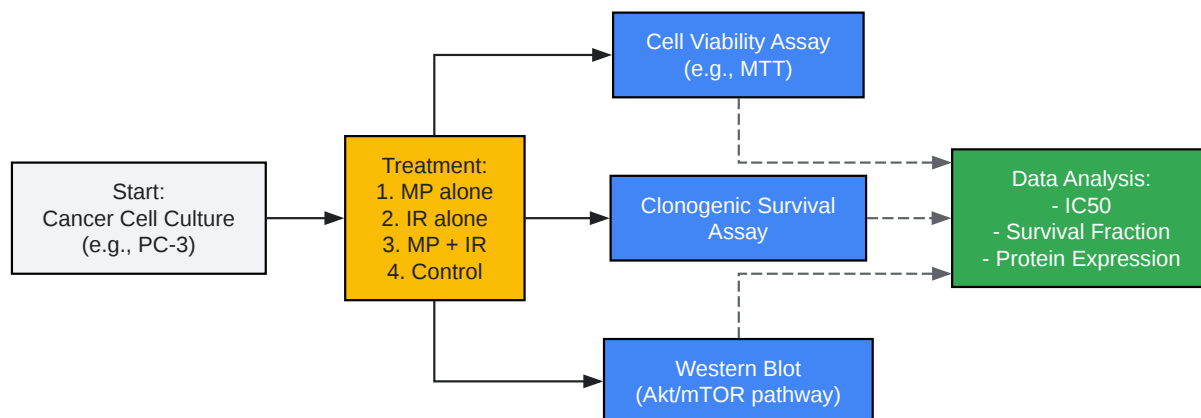 Start:
Cancer Cell Culture
(e.g., PC-3)
Treatment:
1. MP alone
2. IR alone
3. MP + IR
4. Control
Cell Viability Assay
(e.g., MTT)
Clonogenic Survival
Assay
Western Blot
(Akt/mTOR pathway)
Data Analysis:
- IC50
- Survival Fraction
- Protein Expression